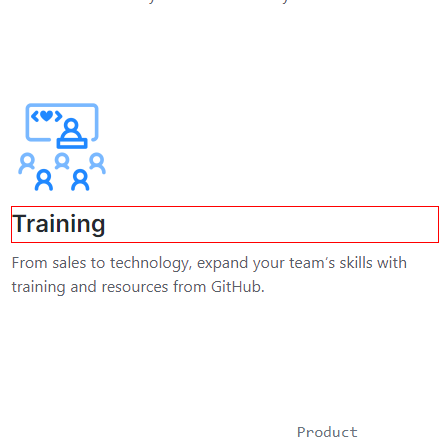 Training
From sales to technology, expand your team's skills with
training and resources from GitHub.
Product